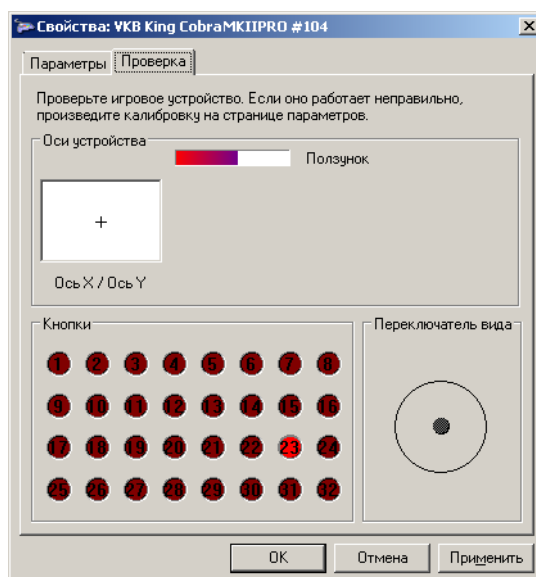 Свойства: VKB King CobraMKIIPRO #104
Параметры
Проверка
Проверьте игровое устройство. Если оно работает неправильно,
произведите калибровку на странице параметров.
Оси устройства
Ползунок
Ось X / Ось Y
Кнопки
Переключатель вида
1 2 3 4 5 6 7 8
9 10 11 12 13 14 15 16
17 18 19 20 21 22 23 24
25 26 27 28 29 30 31 32
OK
Отмена
Применить